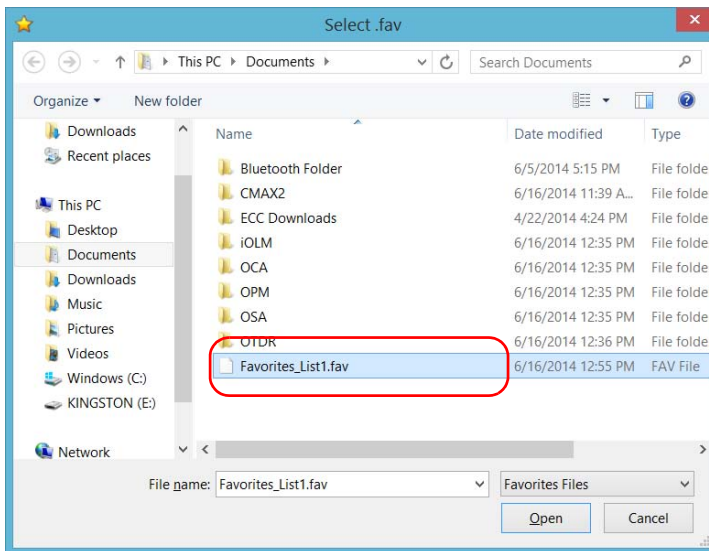 Select .fav
This PC Documents
Search Documents
Organize New folder
Downloads
Recent places
This PC
Desktop
Documents
Downloads
Music
Pictures
Videos
Windows (C:)
KINGSTON (E:)
Network
Name Date modified Type
Bluetooth Folder 6/5/2014 5:15 PM File folde
CMAX2 6/16/2014 11:39 A... File folde
ECC Downloads 4/22/2014 4:24 PM File folde
iOLM 6/16/2014 12:35 PM File folde
OCA 6/16/2014 12:35 PM File folde
OPM 6/16/2014 12:35 PM File folde
OSA 6/16/2014 12:35 PM File folde
OTDR 6/16/2014 12:36 PM File folde
Favorites_List1.fav 6/16/2014 12:55 PM FAV File
File name: Favorites_List1.fav Favorites Files
Open Cancel